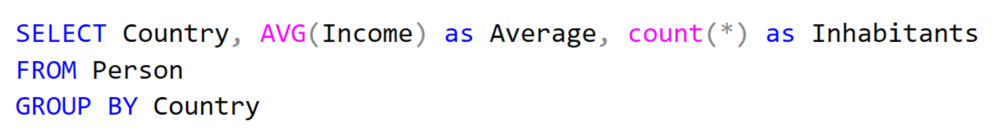 SELECT Country, AVG(Income) as Average, count(*) as Inhabitants
FROM Person
GROUP BY Country